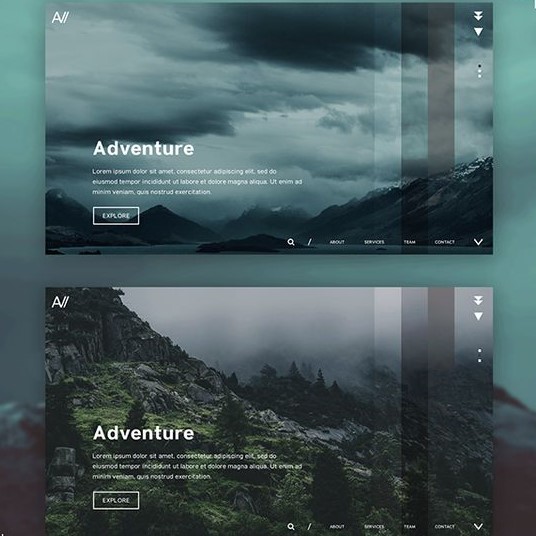 A//
Adventure
Lorem ipsum dolor sit amet, consectetur adipiscing elit, sed do
eiusmod tempor incididunt ut labore et dolore magna aliqua. Ut enim ad
minim veniam, quis nostrud exercitation.
EXPLORE
/ ABOUT SERVICES TEAM CONTACT
A//
Adventure
Lorem ipsum dolor sit amet, consectetur adipiscing elit, sed do
eiusmod tempor incididunt ut labore et dolore magna aliqua. Ut enim ad
minim veniam, quis nostrud exercitation.
EXPLORE
/ ABOUT SERVICES TEAM CONTACT